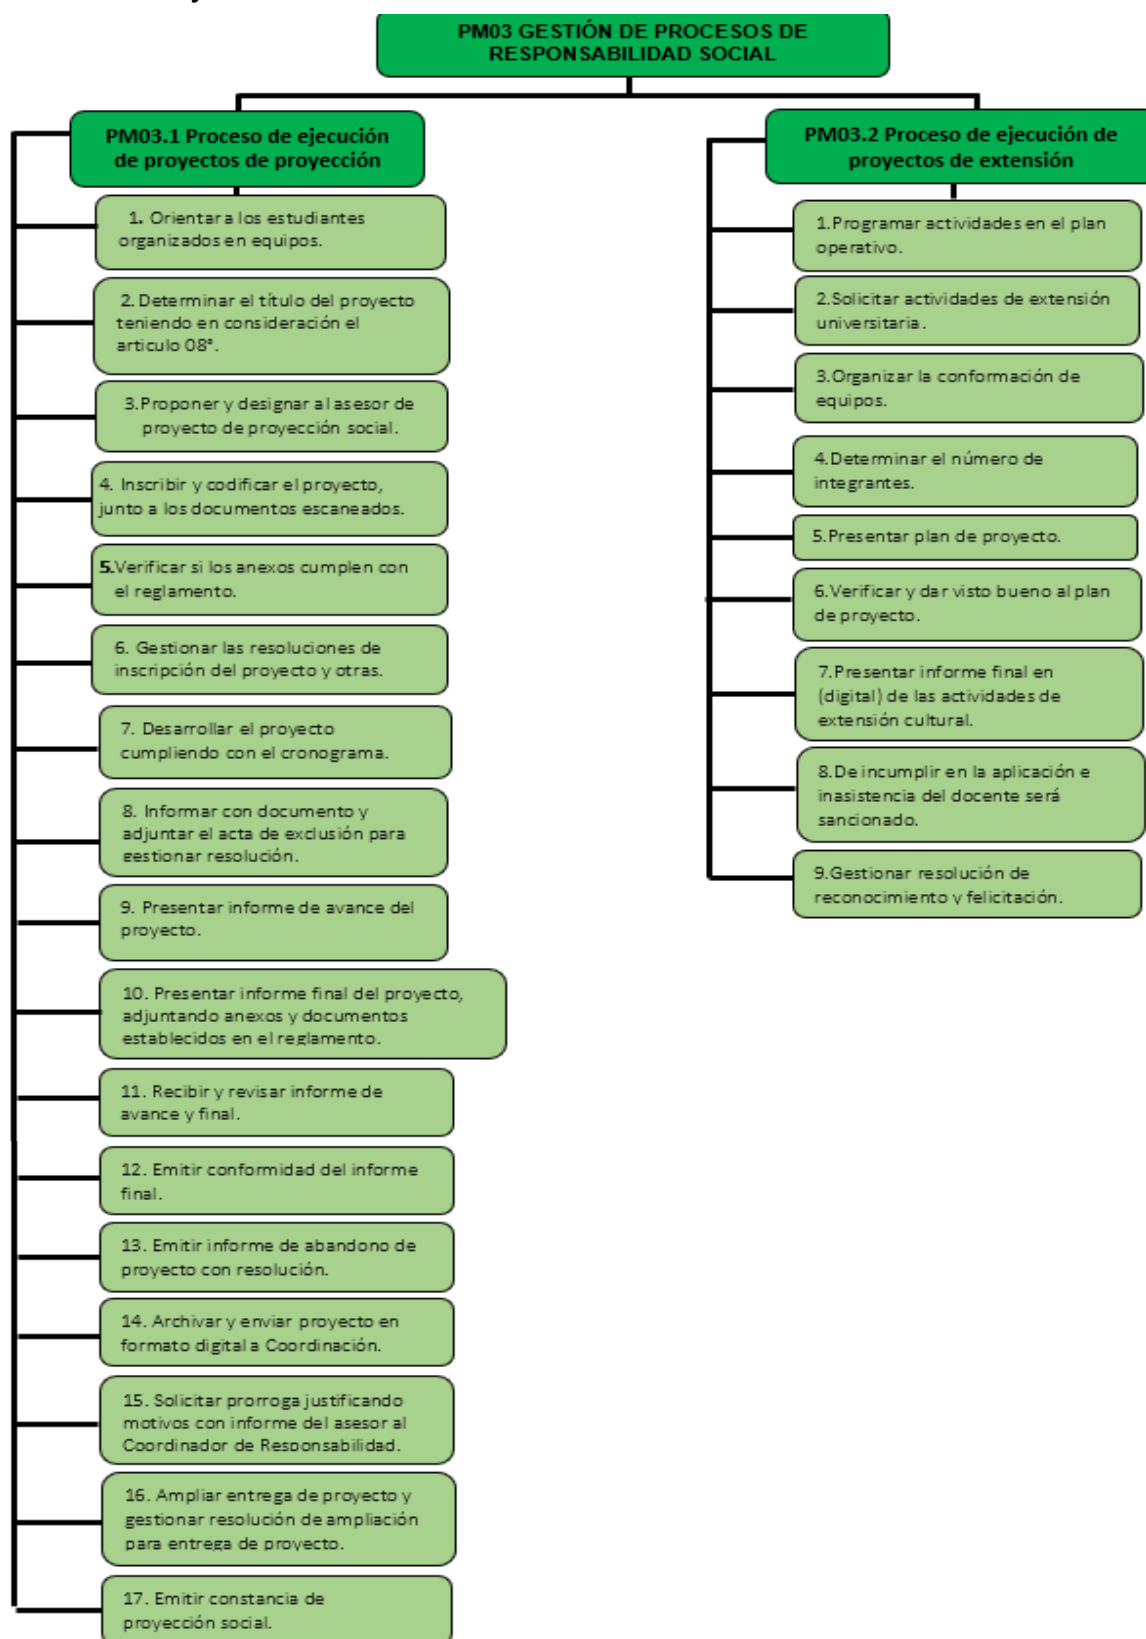 PM03 GESTIÓN DE PROCESOS DE
RESPONSABILIDAD SOCIAL
PM03.1 Proceso de ejecución
de proyectos de proyección
1. Orientar a los estudiantes
organizados en equipos.
2. Determinar el título del proyecto
teniendo en consideración el
articulo 08°.
3.Proponer y designar al asesor de
proyecto de proyección social.
4. Inscribir y codificar el proyecto,
junto a los documentos escaneados.
5.Verificar si los anexos cumplen con
el reglamento.
6. Gestionar las resoluciones de
inscripción del proyecto y otras.
7. Desarrollar el proyecto
cumpliendo con el cronograma.
8. Informar con documento y
adjuntar el acta de exclusión para
gestionar resolución.
9. Presentar informe de avance del
proyecto.
10. Presentar informe final del proyecto,
adjuntando anexos y documentos
establecidos en el reglamento.
11. Recibir y revisar informe de
avance y final.
12. Emitir conformidad del informe
final.
13. Emitir informe de abandono de
proyecto con resolución.
14. Archivar y enviar proyecto en
formato digital a Coordinación.
15. Solicitar prorroga justificando
motivos con informe del asesor al
Coordinador de Responsabilidad.
16. Ampliar entrega de proyecto y
gestionar resolución de ampliación
para entrega de proyecto.
17. Emitir constancia de
proyección social.
PM03.2 Proceso de ejecución de
proyectos de extensión
1.Programar actividades en el plan
operativo.
2.Solicitar actividades de extensión
universitaria.
3.Organizar la conformación de
equipos.
4.Determinar el número de
integrantes.
5.Presentar plan de proyecto.
6.Verificar y dar visto bueno al plan
de proyecto.
7.Presentar informe final en
(digital) de las actividades de
extensión cultural.
8.De incumplir en la aplicación e
inasistencia del docente será
sancionado.
9.Gestionar resolución de
reconocimiento y felicitación.